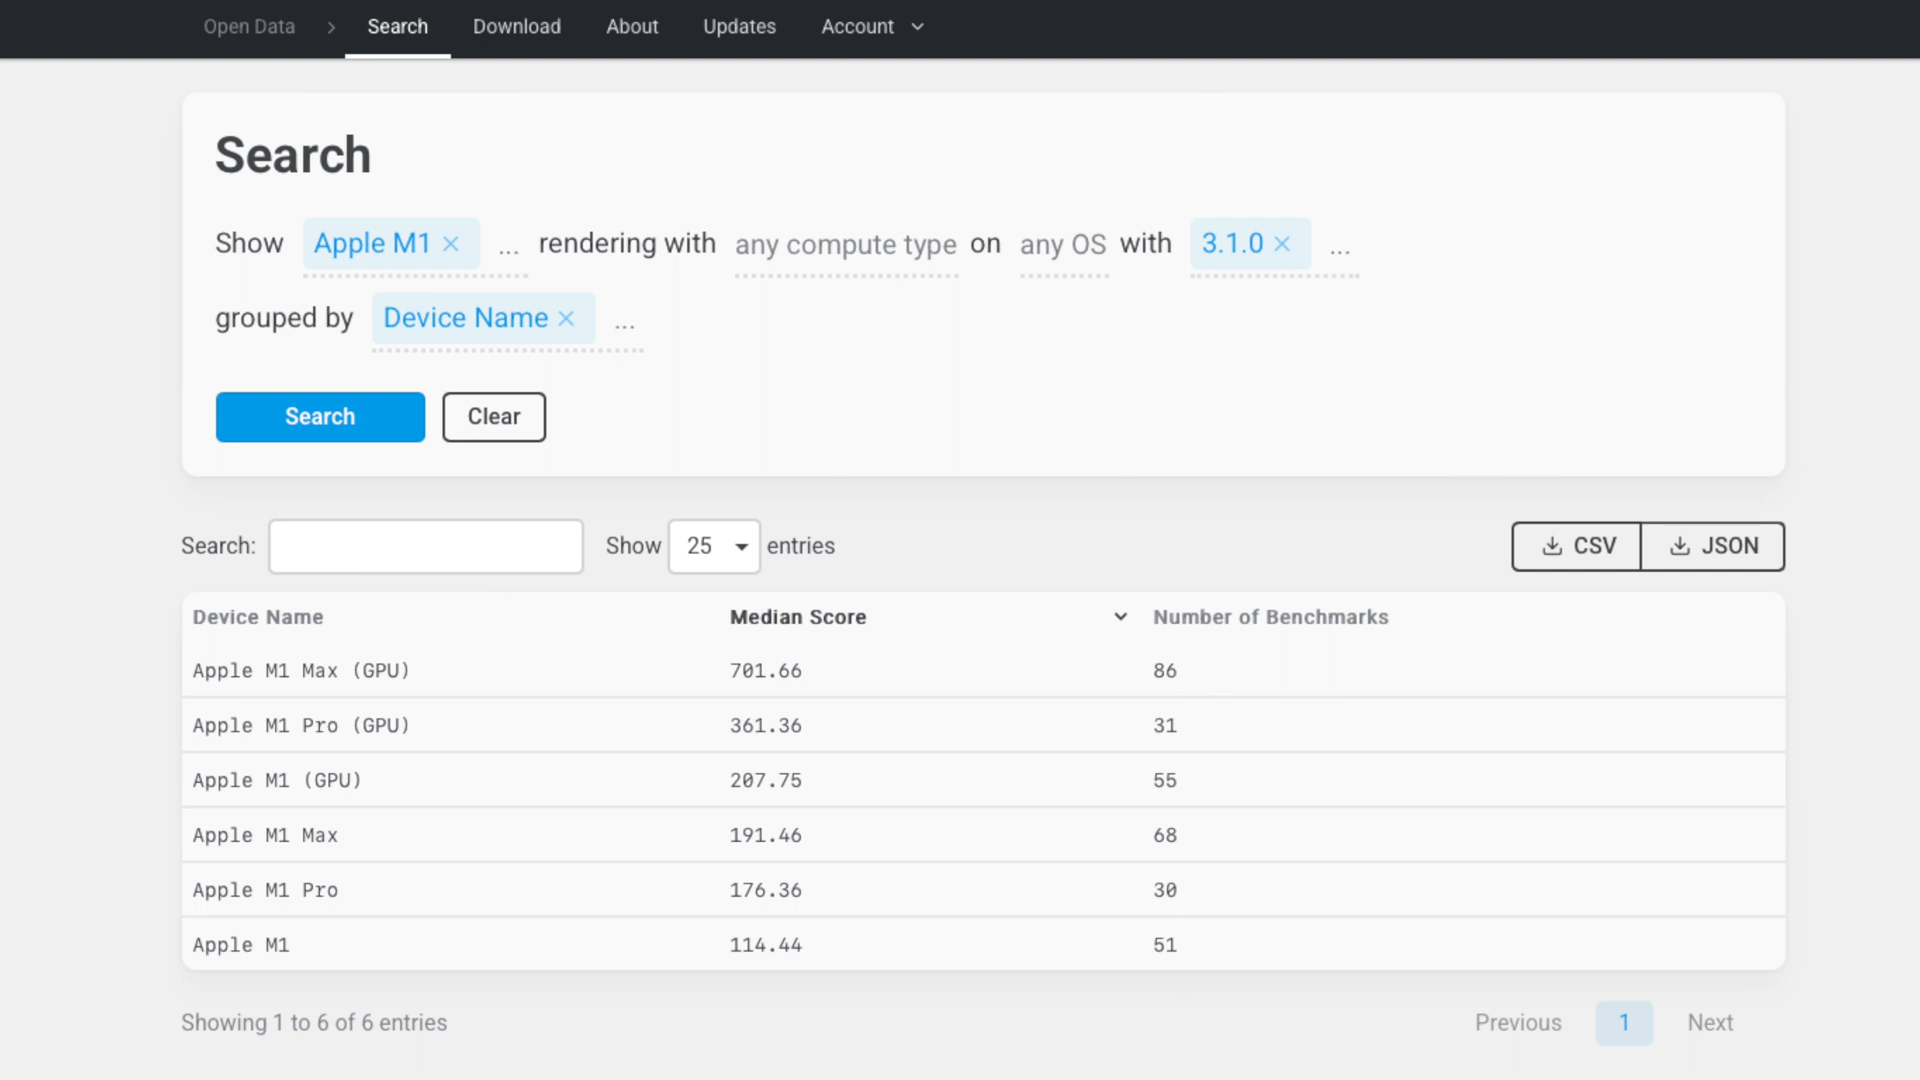 Open Data > Search Download About Updates Account
Search
Show Apple M1 × ... rendering with any compute type on any OS with 3.1.0 × ...
grouped by Device Name × ...
Search Clear
Search: Show 25 entries CSV JSON
Device Name Median Score Number of Benchmarks
Apple M1 Max (GPU) 701.66 86
Apple M1 Pro (GPU) 361.36 31
Apple M1 (GPU) 207.75 55
Apple M1 Max 191.46 68
Apple M1 Pro 176.36 30
Apple M1 114.44 51
Showing 1 to 6 of 6 entries Previous 1 Next